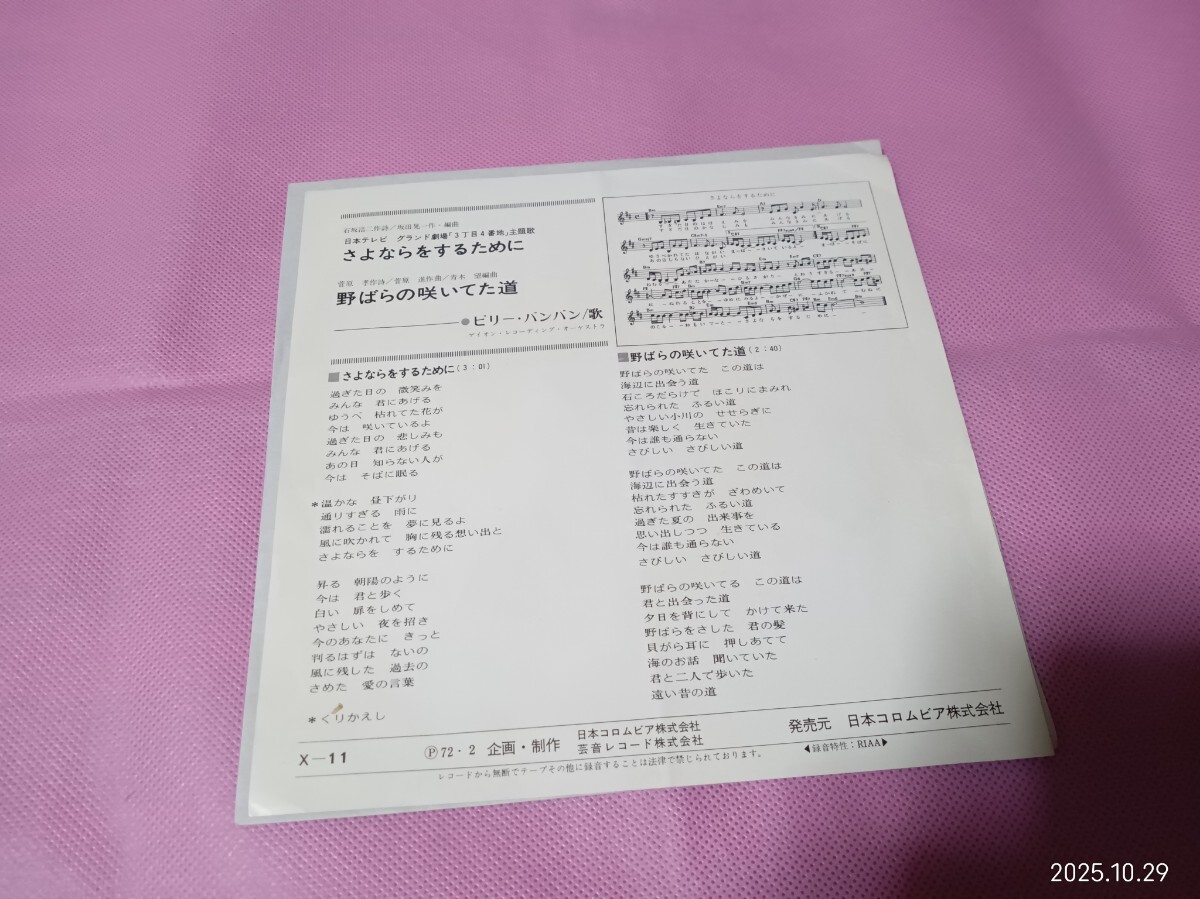 石坂浩二作詩／坂田晃一作・編曲
日本テレビ グランド劇場「3丁目4番地」主題歌
さよならをするために
菅原 孝作詩／菅原 進作曲／青木 望編曲
野ばらの咲いてた道
●ビリー・バンバン/歌
さよならをするために
■さよならをするために(3：01)
過ぎた日の 微笑みを
みんな 君にあげる
ゆうべ 枯れてた花が
今は 咲いているよ
過ぎた日の 悲しみも
みんな 君にあげる
あの日 知らない人が
今は そばに眠る
＊温かな 昼下がり
通りすぎる 雨に
濡れることを 夢に見るよ
風に吹かれて 胸に残る想い出と
さよならを するために
昇る 朝陽のように
今は 君と歩く
白い 扉をしめて
やさしい 夜を招き
今のあなたに きっと
判るはずは ないの
風に残した 過去の
さめた 愛の言葉
＊くりかえし
■野ばらの咲いてた道(2：40)
野ばらの咲いてた この道は
海辺に出会う道
石ころだらけで ほこりにまみれ
忘れられた ふるい道
やさしい小川の せせらぎに
昔は楽しく 生きていた
今は誰も通らない
さびしい さびしい道
野ばらの咲いてた この道は
海辺に出会う道
枯れたすすきが ざわめいて
忘れられた ふるい道
過ぎた夏の 出来事を
思い出しつつ 生きている
今は誰も通らない
さびしい さびしい道
野ばらの咲いてる この道は
君と出会った道
夕日を背にして かけて来た
野ばらをさした 君の髪
貝がら耳に 押しあてて
海のお話 聞いていた
君と二人で歩いた
遠い昔の道
X－11
Ⓟ72・2 企画・制作 日本コロムビア株式会社
芸音レコード株式会社
発売元 日本コロムビア株式会社
レコードから無断でテープその他に録音することは法律で禁じられております。
◀録音特性：RIAA▶
2025.10.29